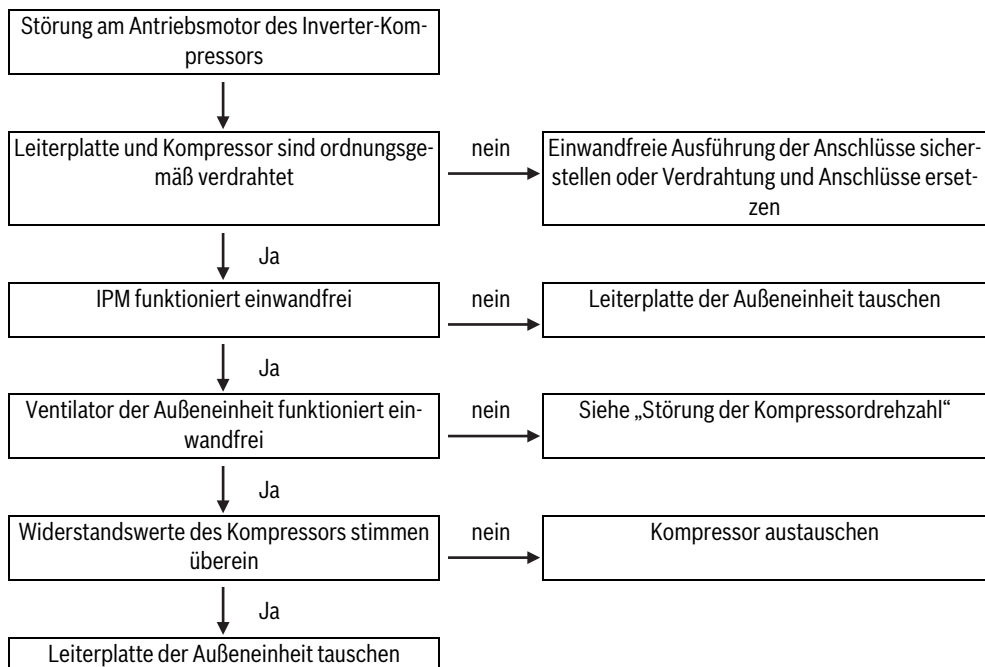 Störung am Antriebsmotor des Inverter-Kom-
pressors
Leiterplatte und Kompressor sind ordnungsge-
mäß verdrahtet
nein
Einwandfreie Ausführung der Anschlüsse sicher-
stellen oder Verdrahtung und Anschlüsse erset-
zen
Ja
IPM funktioniert einwandfrei
nein
Leiterplatte der Außeneinheit tauschen
Ja
Ventilator der Außeneinheit funktioniert ein-
wandfrei
nein
Siehe „Störung der Kompressordrehzahl“
Ja
Widerstandswerte des Kompressors stimmen
überein
nein
Kompressor austauschen
Ja
Leiterplatte der Außeneinheit tauschen